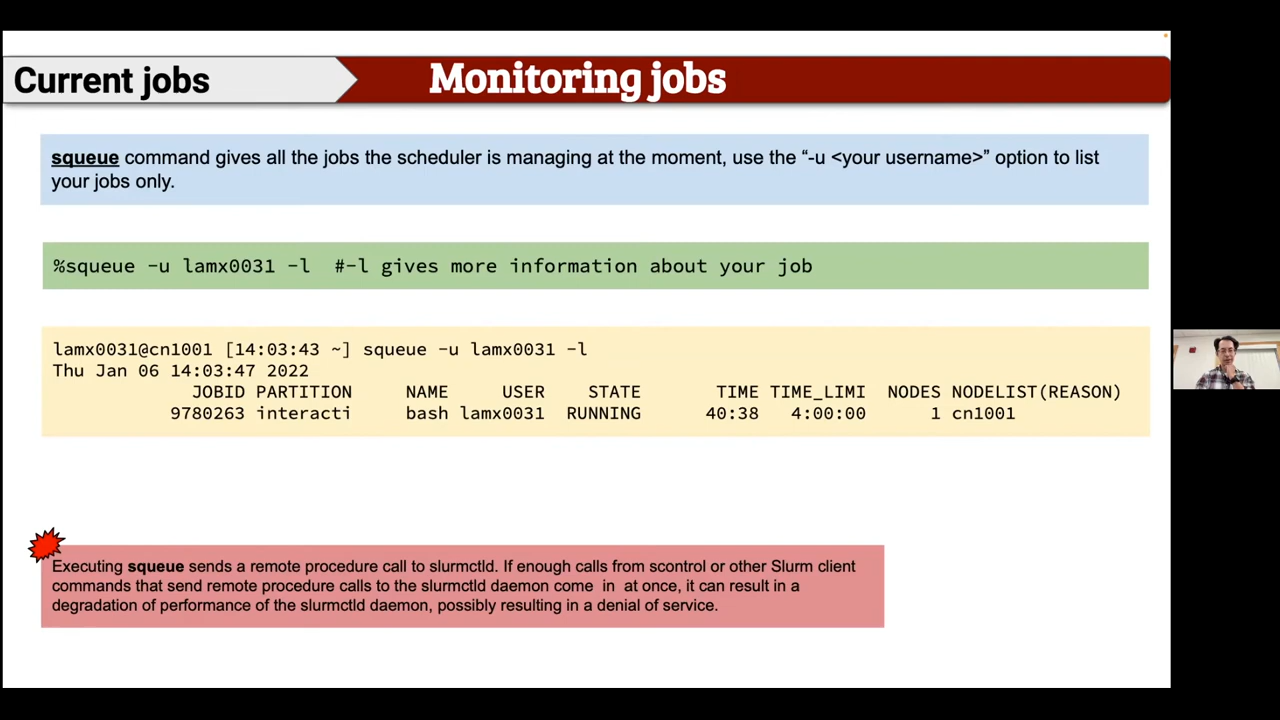 Current jobs
Monitoring jobs
squeue command gives all the jobs the scheduler is managing at the moment, use the “-u <your username>” option to list
your jobs only.
%squeue -u lamx0031 -l  #-l gives more information about your job
lamx0031@cn1001 [14:03:43 ~] squeue -u lamx0031 -l
Thu Jan 06 14:03:47 2022
JOBID PARTITION     NAME     USER    STATE       TIME TIME_LIMI  NODES NODELIST(REASON)
9780263 interacti     bash lamx0031  RUNNING      40:38   4:00:00      1 cn1001
Executing squeue sends a remote procedure call to slurmctld. If enough calls from scontrol or other Slurm client
commands that send remote procedure calls to the slurmctld daemon come  in  at once, it can result in a
degradation of performance of the slurmctld daemon, possibly resulting in a denial of service.